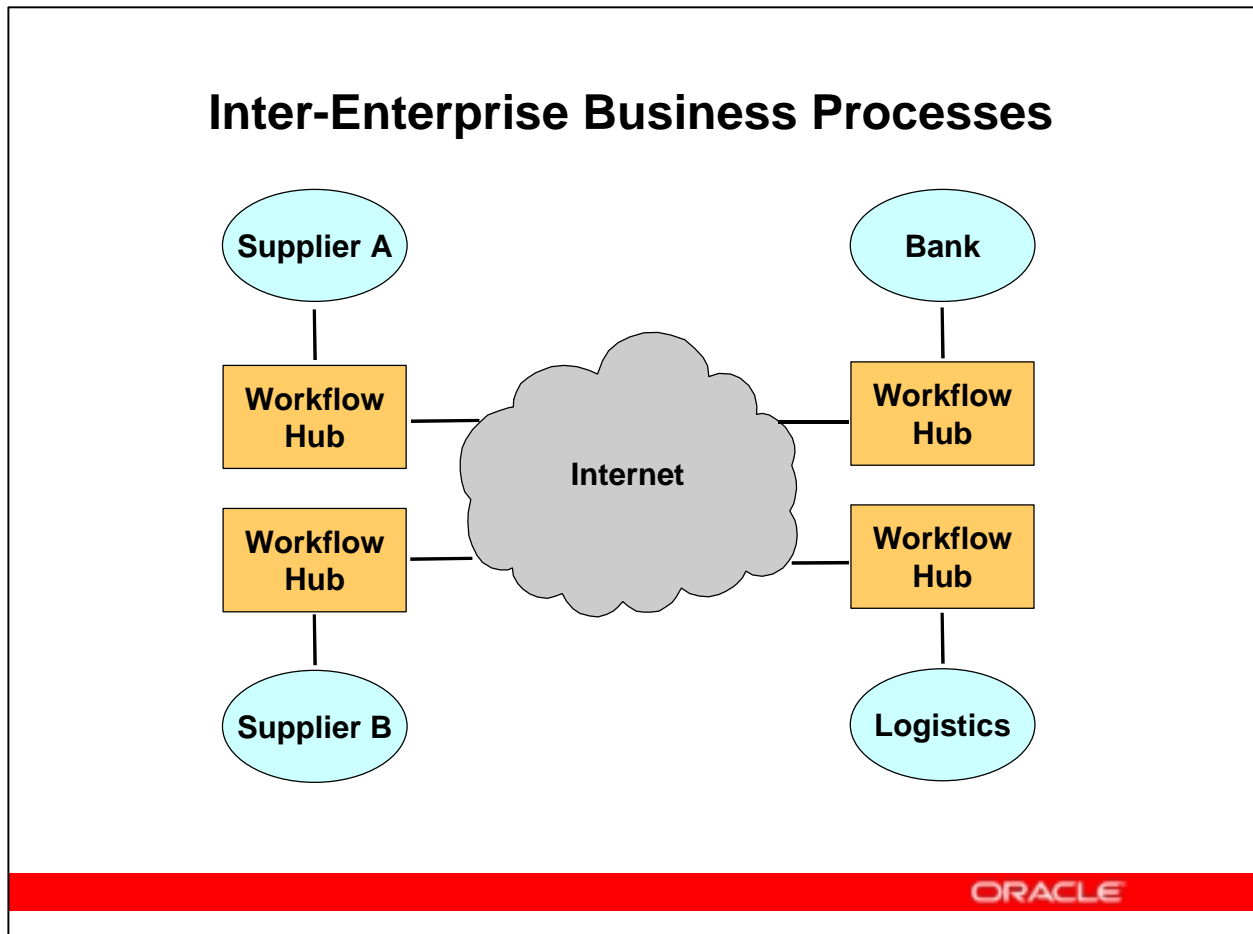 Inter-Enterprise Business Processes
Supplier A
Bank
Workflow
Hub
Workflow
Hub
Internet
Workflow
Hub
Workflow
Hub
Supplier B
Logistics
ORACLE